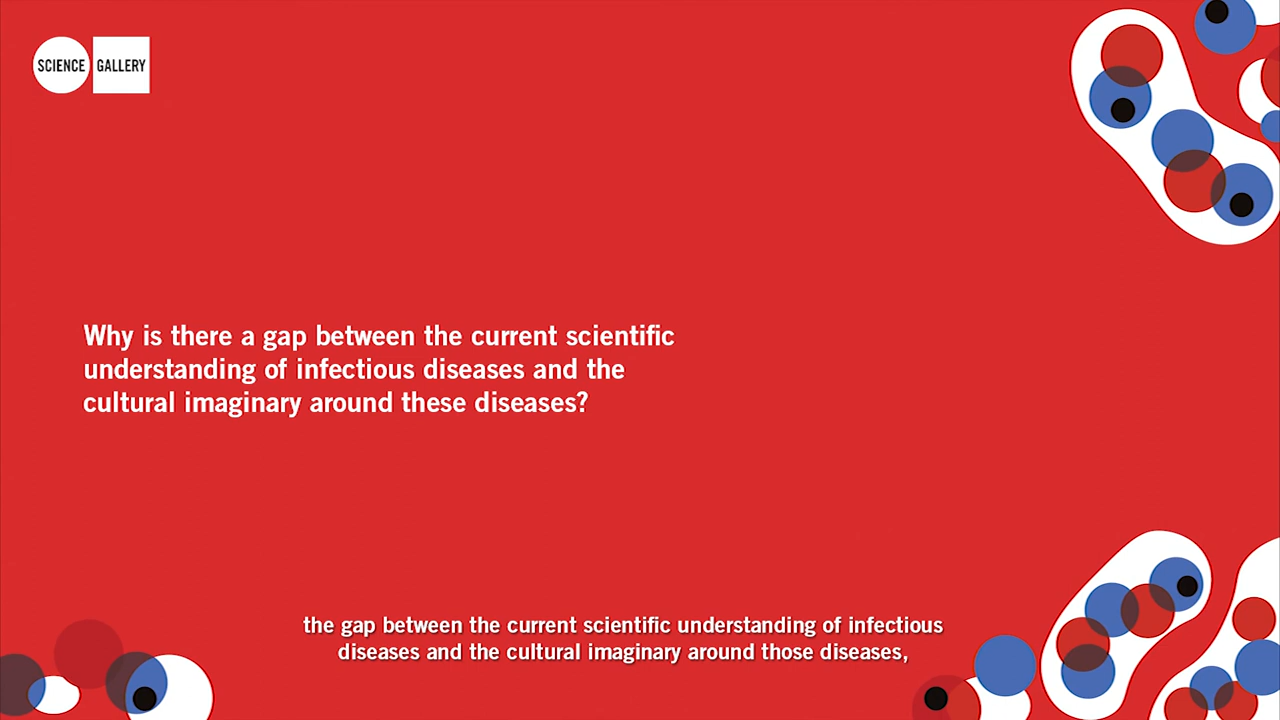 SCIENCE GALLERY
Why is there a gap between the current scientific
understanding of infectious diseases and the
cultural imaginary around these diseases?
the gap between the current scientific understanding of infectious
diseases and the cultural imaginary around those diseases,